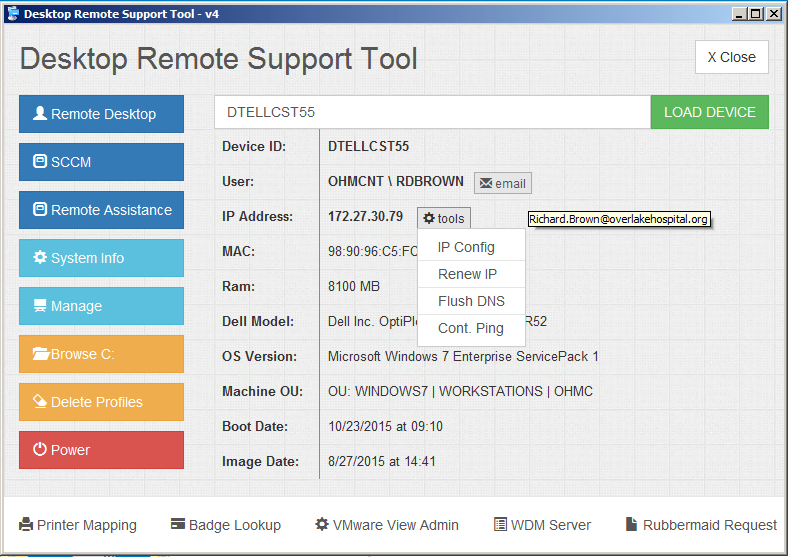 Desktop Remote Support Tool - v4
Desktop Remote Support Tool
X Close
Remote Desktop
SCCM
Remote Assistance
System Info
Manage
Browse C:
Delete Profiles
Power
DTELLCST55 LOAD DEVICE
Device ID: DTELLCST55
User: OHMCNT \ RDBROWN email
IP Address: 172.27.30.79 tools
Richard.Brown@overlakehospital.org
IP Config
Renew IP
Flush DNS
Cont. Ping
MAC: 98:90:96:C5:FC
Ram: 8100 MB
Dell Model: Dell Inc. OptiPle R52
OS Version: Microsoft Windows 7 Enterprise ServicePack 1
Machine OU: OU: WINDOWS7 | WORKSTATIONS | OHMC
Boot Date: 10/23/2015 at 09:10
Image Date: 8/27/2015 at 14:41
Printer Mapping Badge Lookup VMware View Admin WDM Server Rubbermaid Request